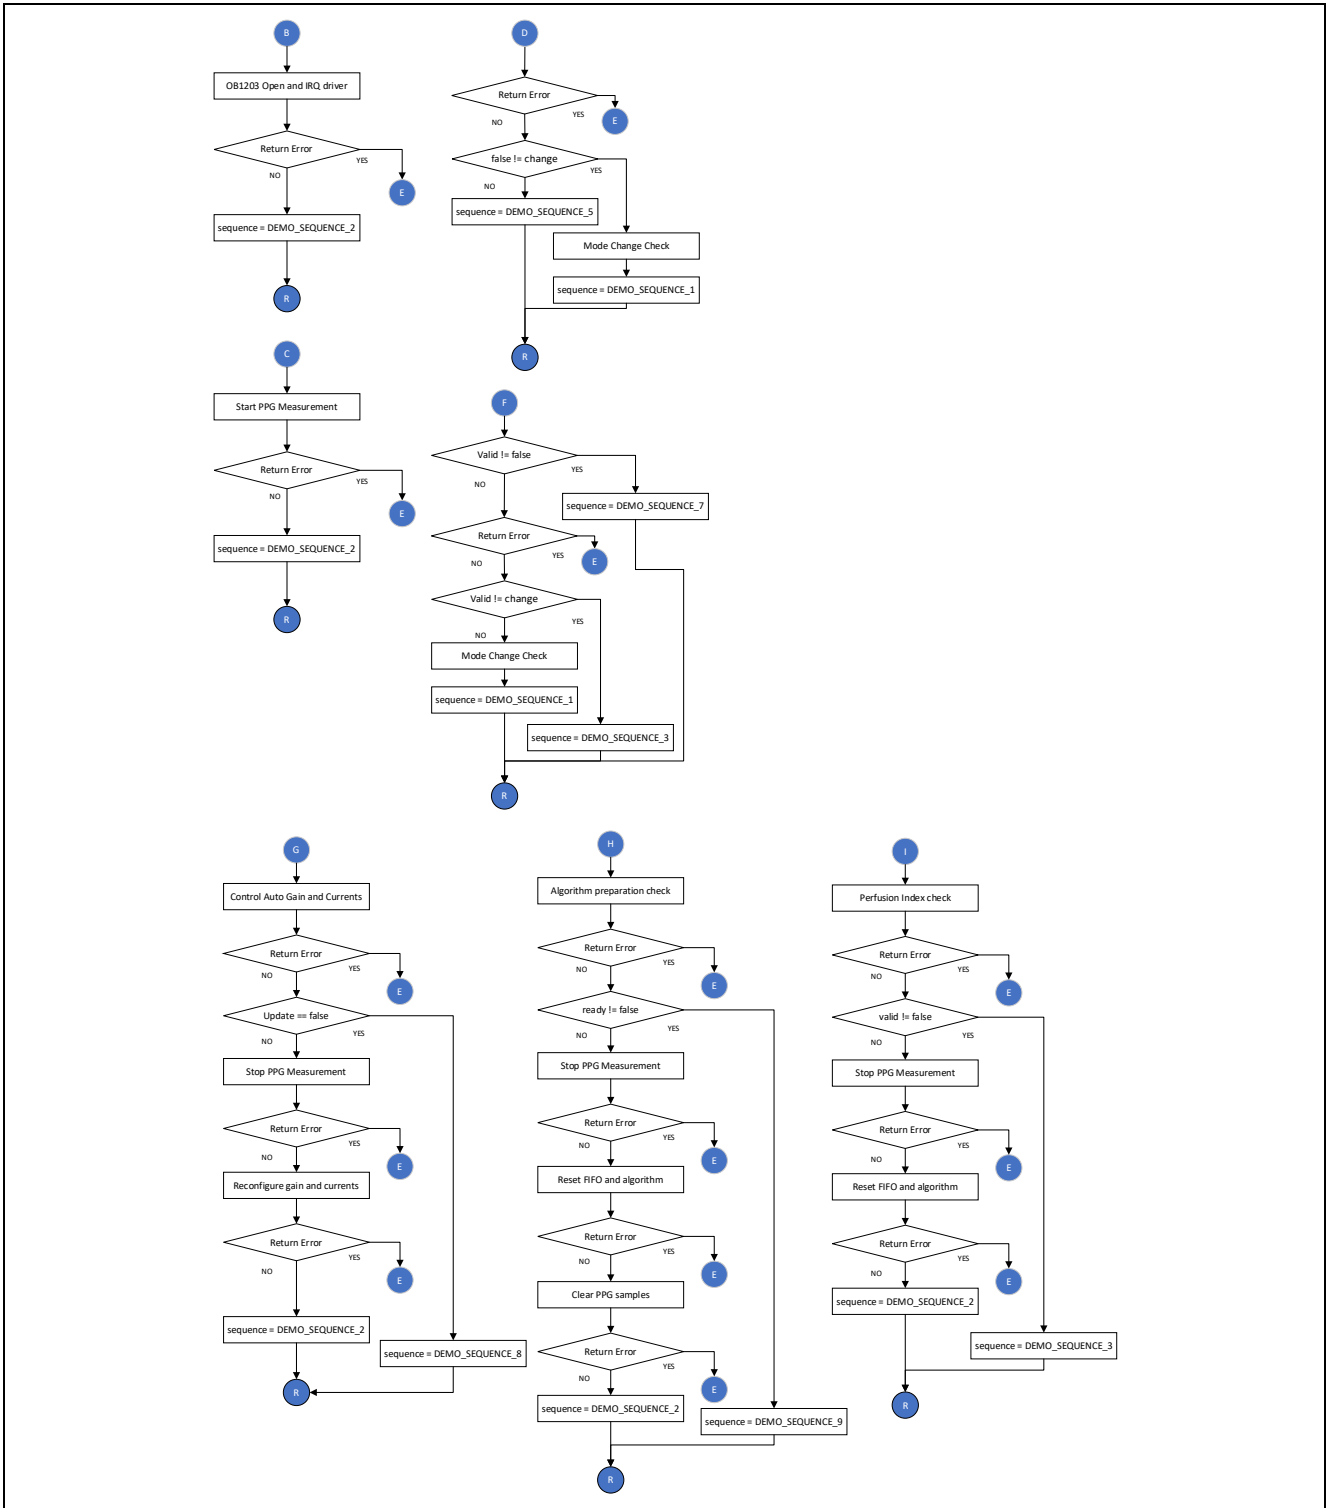 B
OB1203 Open and IRQ driver
Return Error
YES
NO
E
sequence = DEMO_SEQUENCE_2
R
D
Return Error
YES
NO
E
false != change
YES
NO
sequence = DEMO_SEQUENCE_5
Mode Change Check
sequence = DEMO_SEQUENCE_1
R
C
Start PPG Measurement
Return Error
YES
NO
E
sequence = DEMO_SEQUENCE_2
R
F
Valid != false
YES
NO
sequence = DEMO_SEQUENCE_7
Return Error
YES
NO
E
Valid != change
YES
NO
Mode Change Check
sequence = DEMO_SEQUENCE_1
sequence = DEMO_SEQUENCE_3
R
G
Control Auto Gain and Currents
Return Error
YES
NO
E
Update == false
YES
NO
Stop PPG Measurement
Return Error
YES
NO
E
Reconfigure gain and currents
Return Error
YES
NO
E
sequence = DEMO_SEQUENCE_2
sequence = DEMO_SEQUENCE_8
R
H
Algorithm preparation check
Return Error
YES
NO
E
ready != false
YES
NO
Stop PPG Measurement
Return Error
YES
NO
E
Reset FIFO and algorithm
Return Error
YES
NO
E
Clear PPG samples
Return Error
YES
NO
E
sequence = DEMO_SEQUENCE_2
sequence = DEMO_SEQUENCE_9
R
I
Perfusion Index check
Return Error
YES
NO
E
valid != false
YES
NO
Stop PPG Measurement
Return Error
YES
NO
E
Reset FIFO and algorithm
Return Error
YES
NO
E
sequence = DEMO_SEQUENCE_2
sequence = DEMO_SEQUENCE_3
R